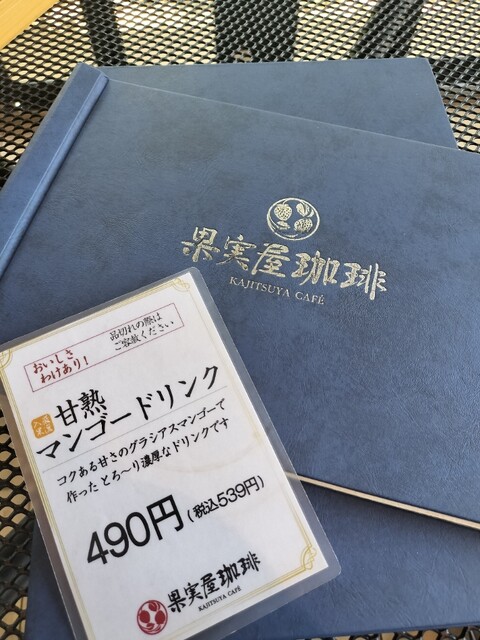 果実屋珈琲
KAJITSUYA CAFÉ
おいしさ
わけあり!
品切れの際は
ご容赦ください
甘熟
マンゴードリンク
コクある甘さのグラシアスマンゴーで
作ったとろ〜り濃厚なドリンクです
490円(税込539円)
果実屋珈琲
KAJITSUYA CAFÉ